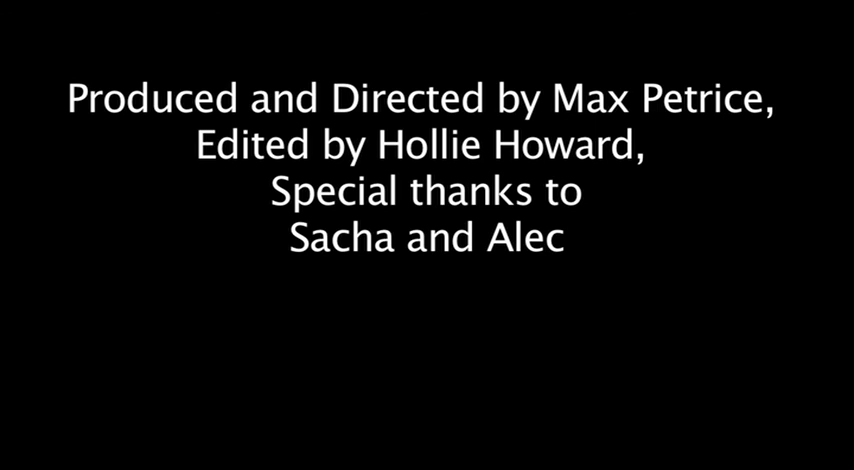 Produced and Directed by Max Petrice,
Edited by Hollie Howard,
Special thanks to
Sacha and Alec